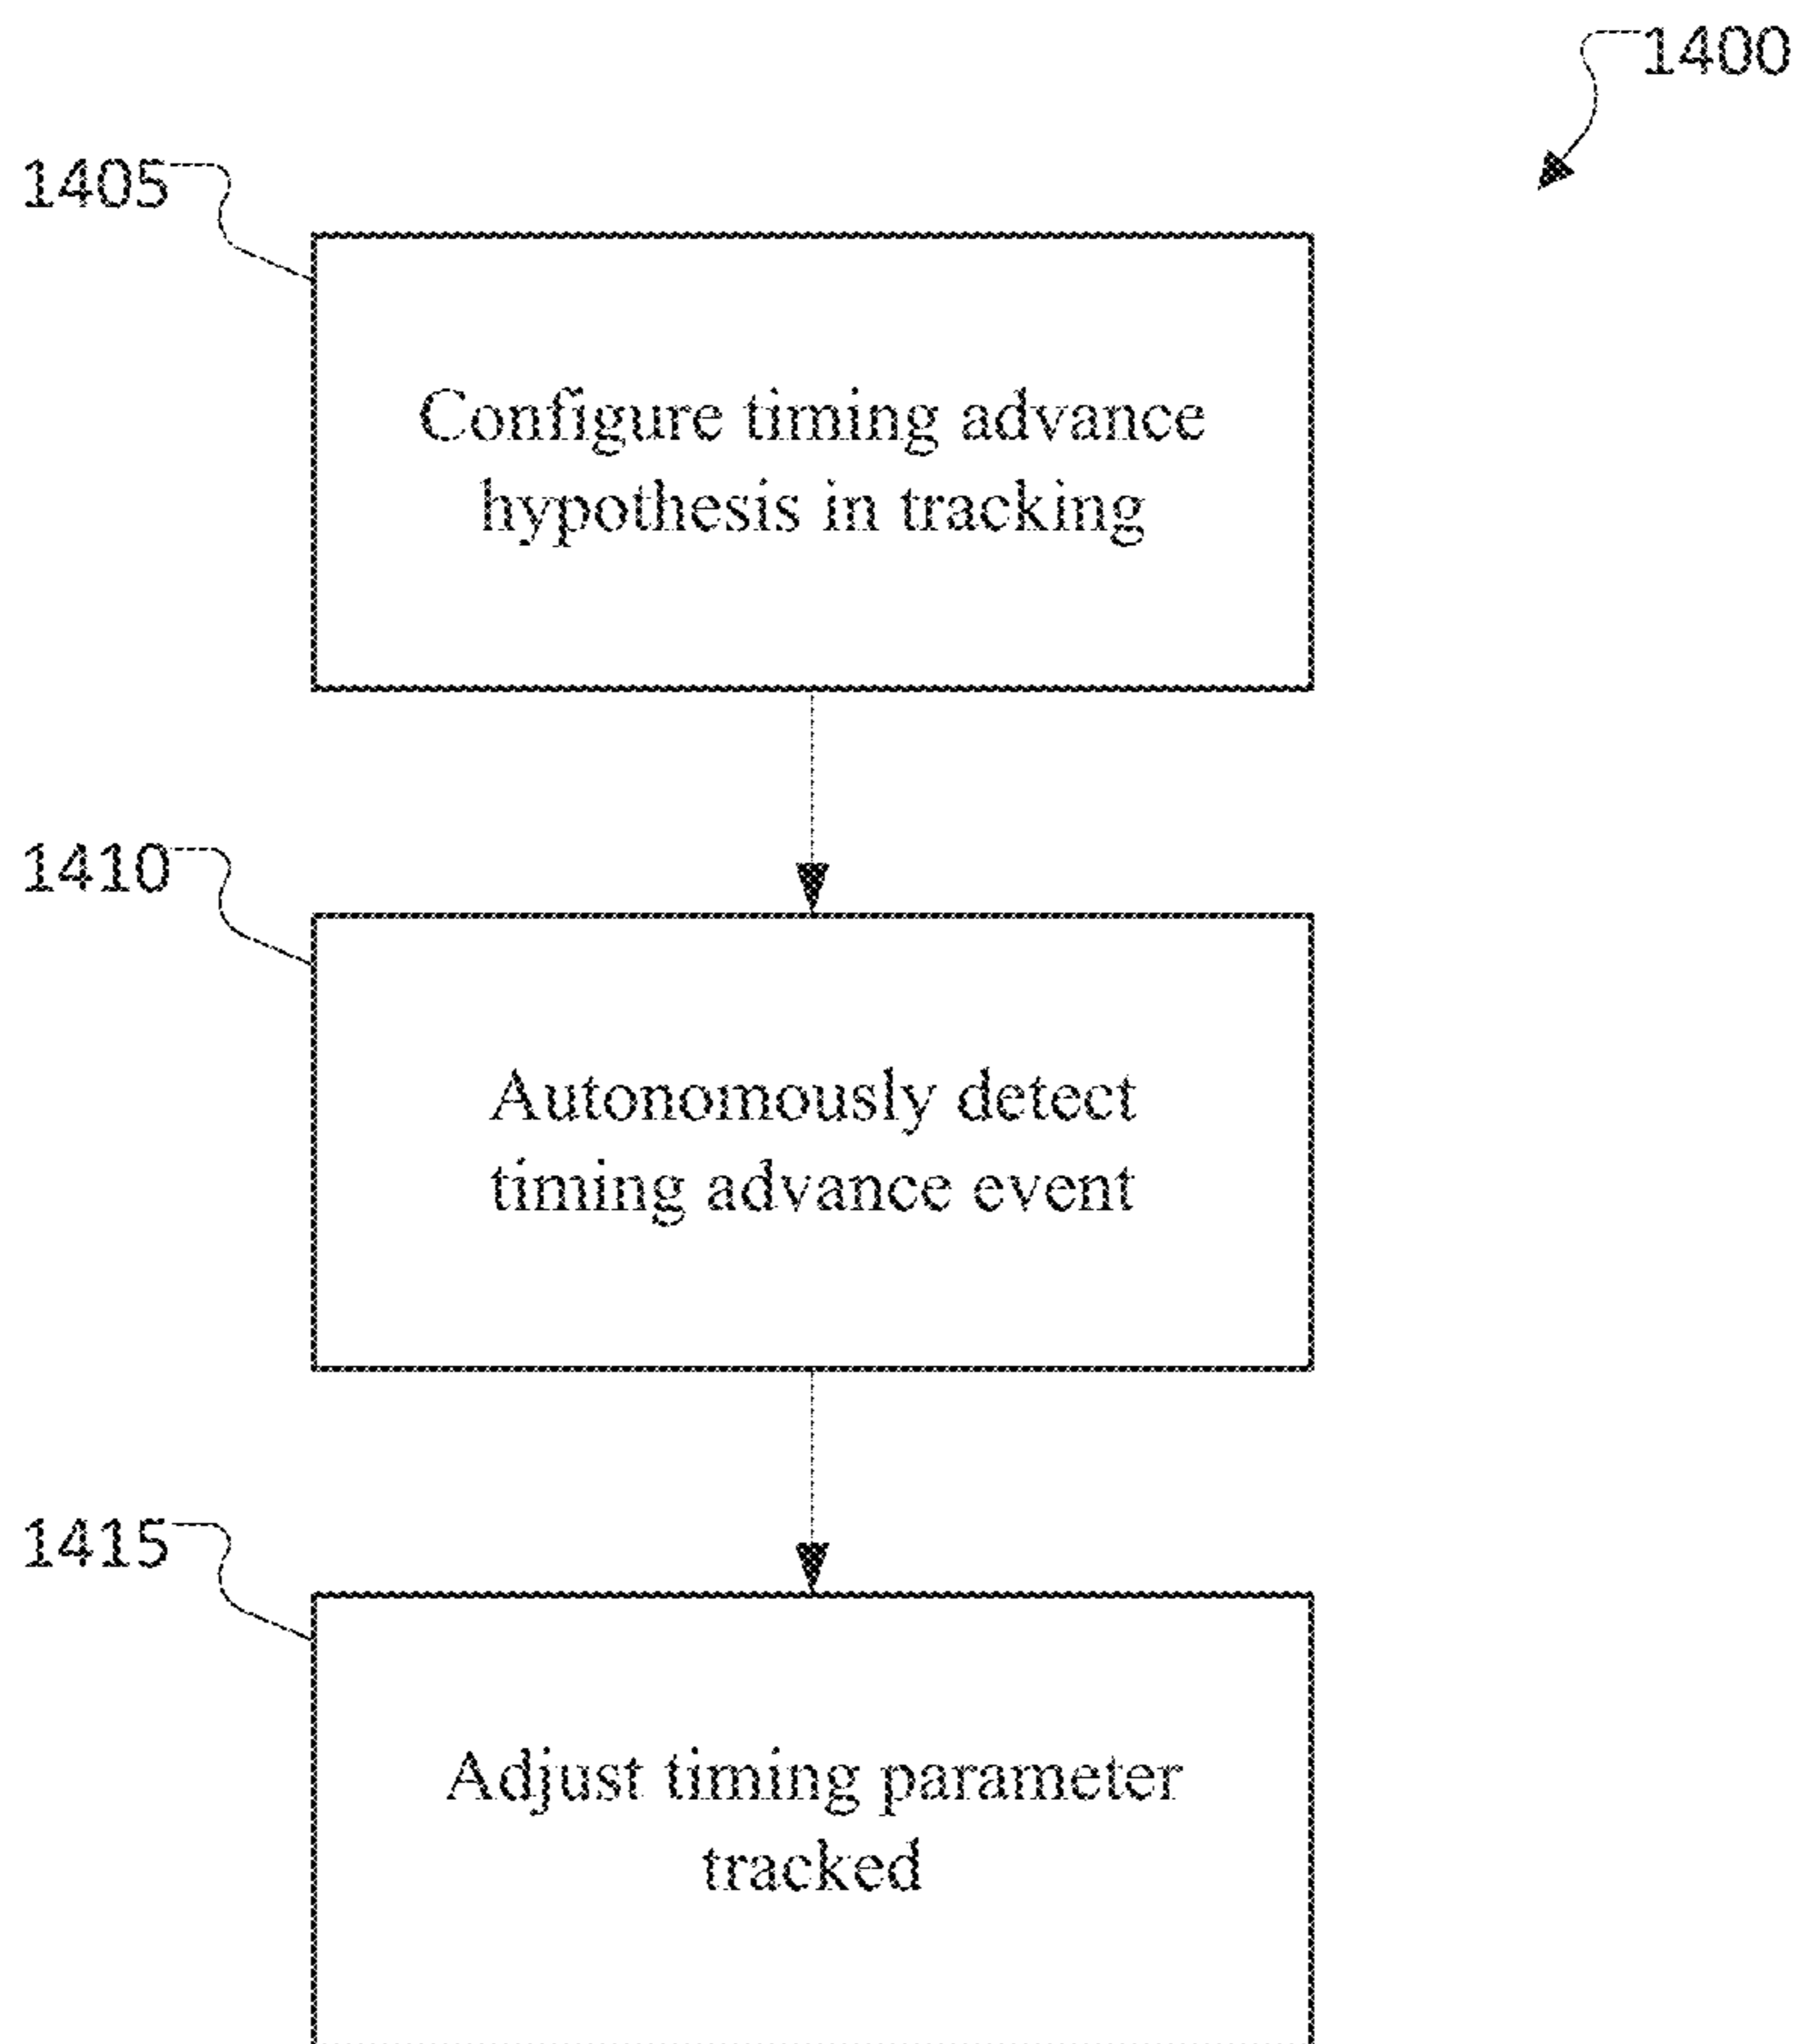 1400
1405
Configure timing advance
hypothesis in tracking
1410
Autonomously detect
timing advance event
1415
Adjust timing parameter
tracked